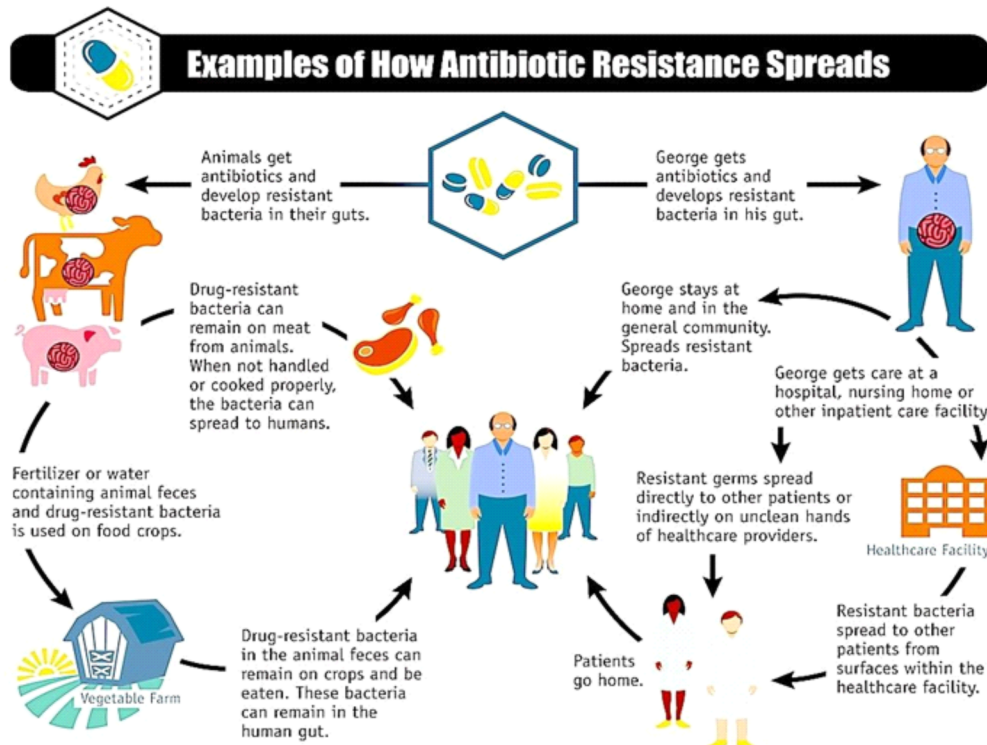 Examples of How Antibiotic Resistance Spreads
Animals get
antibiotics and
develop resistant
bacteria in their guts.
George gets
antibiotics and
develops resistant
bacteria in his gut.
Drug-resistant
bacteria can
remain on meat
from animals.
When not handled
or cooked properly,
the bacteria can
spread to humans.
George stays at
home and in the
general community.
Spreads resistant
bacteria.
George gets care at a
hospital, nursing home or
other inpatient care facility
Fertilizer or water
containing animal feces
and drug-resistant bacteria
is used on food crops.
Resistant germs spread
directly to other patients or
indirectly on unclean hands
of healthcare providers.
Healthcare Facility
Vegetable Farm
Drug-resistant bacteria
in the animal feces can
remain on crops and be
eaten. These bacteria
can remain in the
human gut.
Patients
go home.
Resistant bacteria
spread to other
patients from
surfaces within the
healthcare facility.